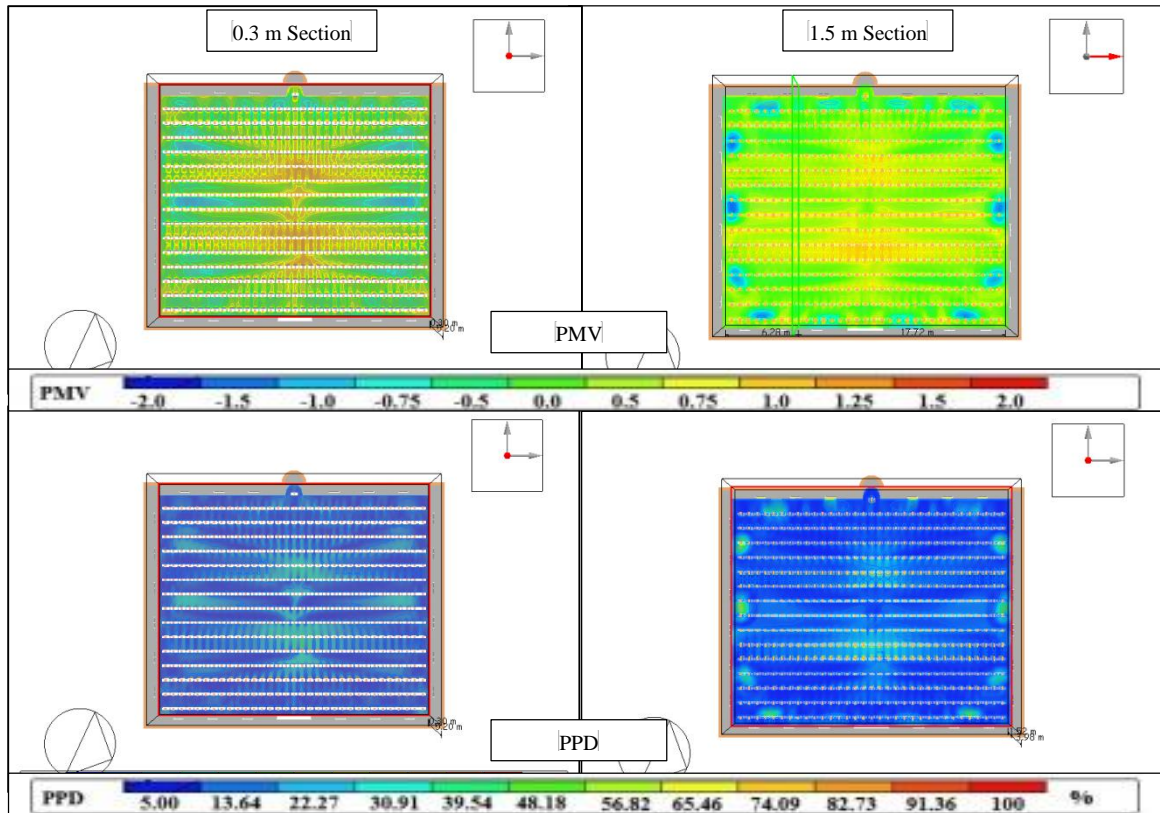 0.3 m Section
1.5 m Section
6.28 m
17.72 m
PMV
PMV
-2.0 -1.5 -1.0 -0.75 -0.5 0.0 0.5 0.75 1.0 1.25 1.5 2.0
3.98 m
PPD
PPD
5.00 13.64 22.27 30.91 39.54 48.18 56.82 65.46 74.09 82.73 91.36 100 %